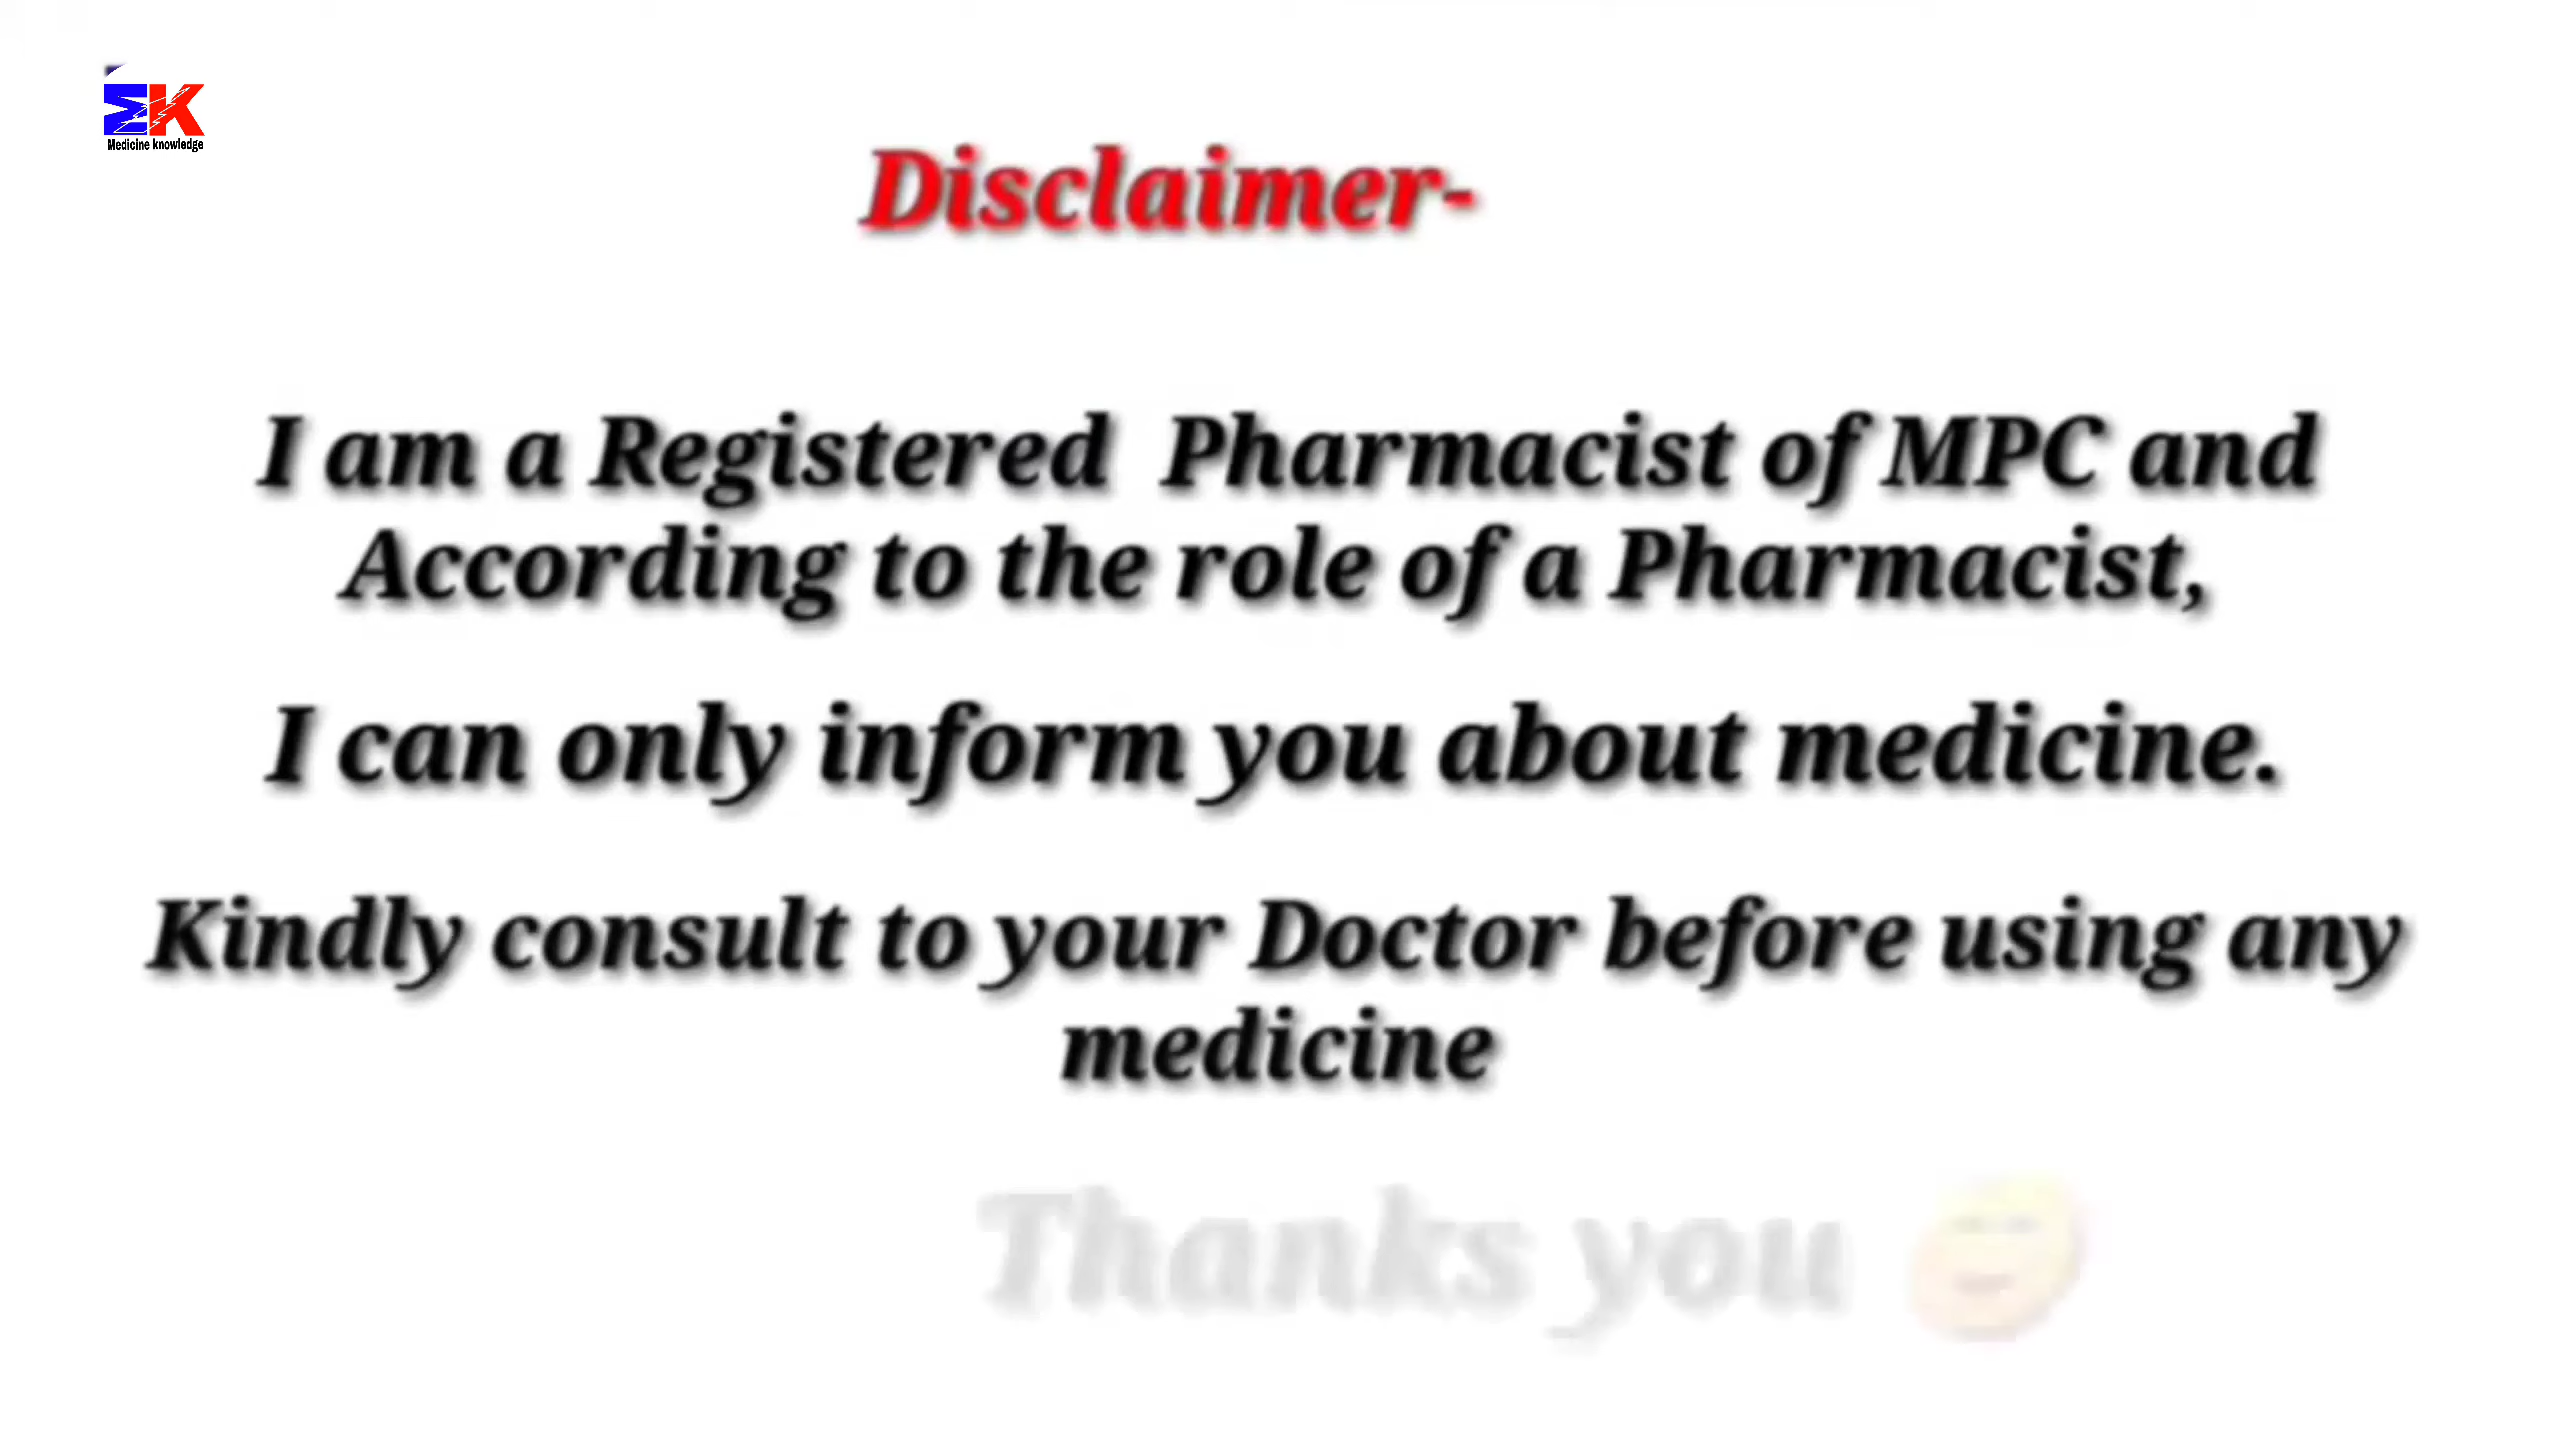 Medicine knowledge
Disclaimer-
I am a Registered Pharmacist of MPC and
According to the role of a Pharmacist,
I can only inform you about medicine.
Kindly consult to your Doctor before using any
medicine
Thanks you